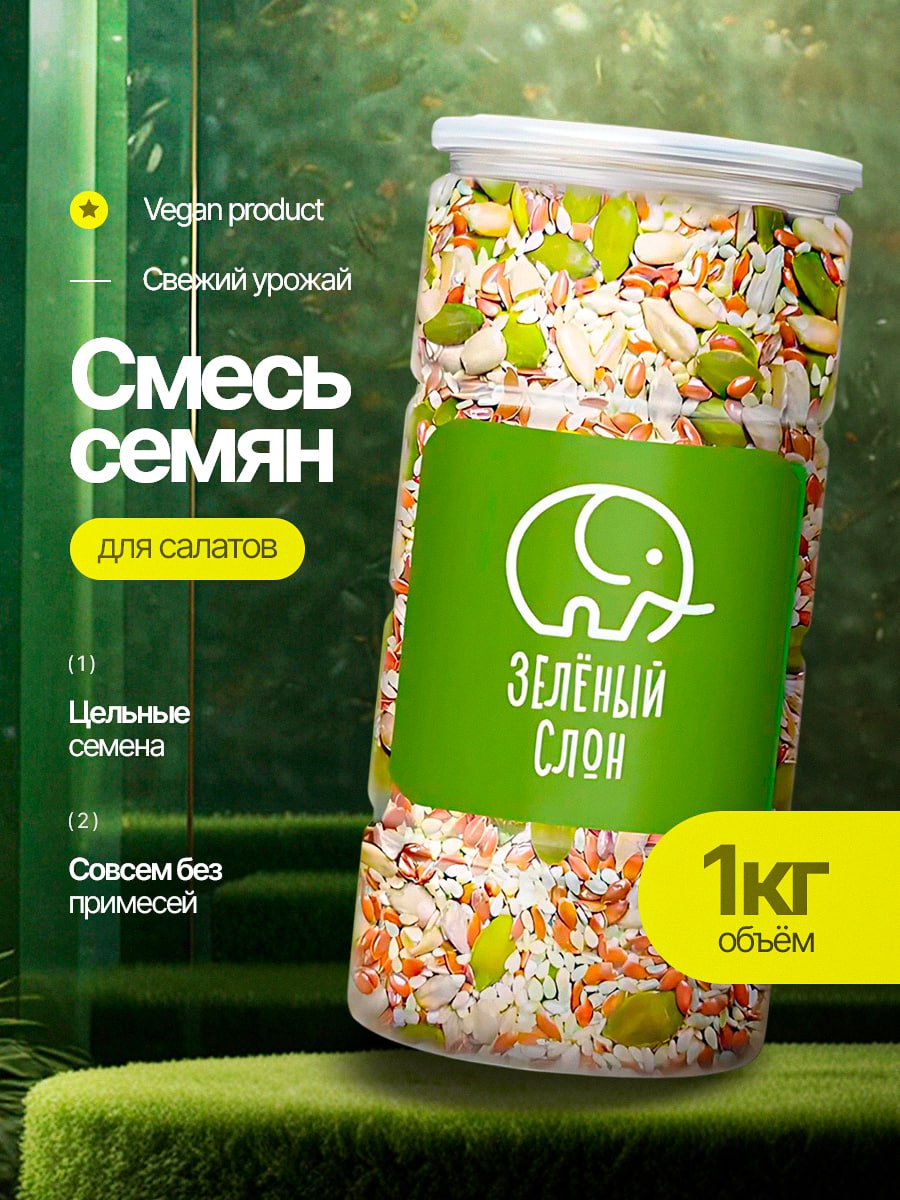 Vegan product
Свежий урожай
Смесь
семян
для салатов
(1)
Цельные
семена
(2)
Совсем без
примесей
ЗЕЛЁНЫЙ
СЛОН
1кг
объём